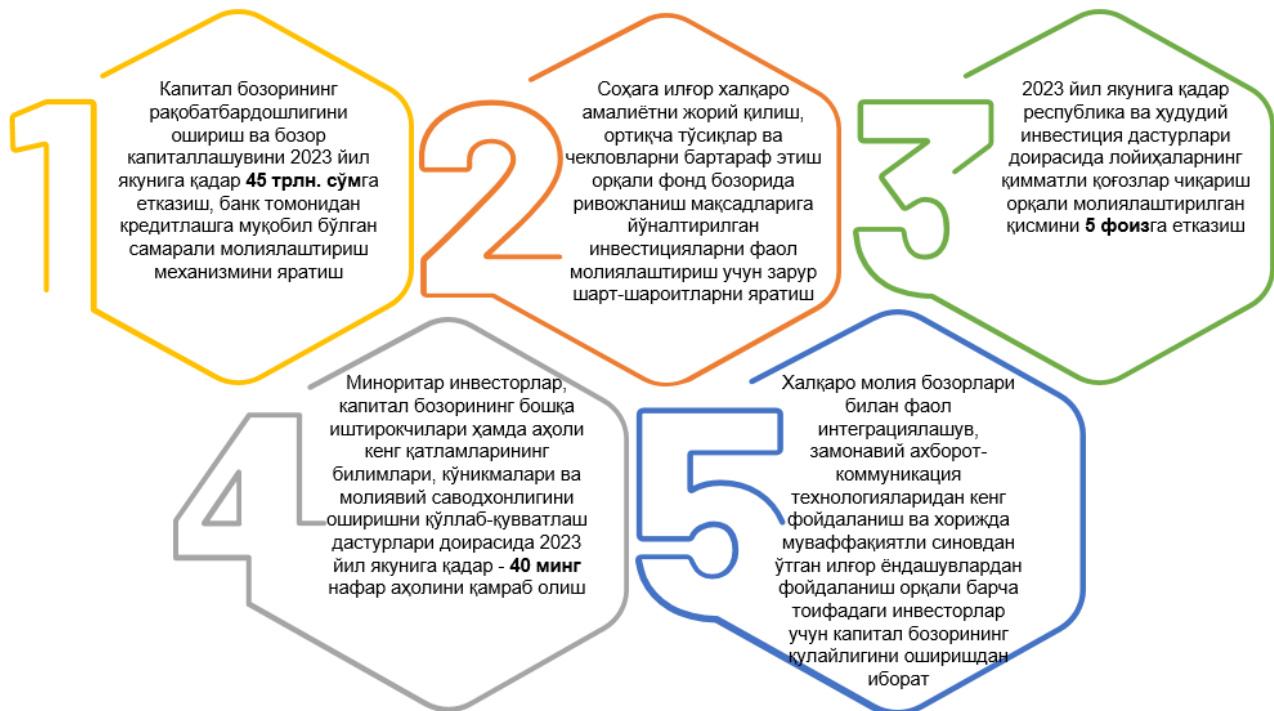 1
Капитал бозорининг
рақобатбардошлигини
ошириш ва бозор
капиталлашувини 2023 йил
якунига қадар 45 трлн. сўмга
етказиш, банк томонидан
кредитлашга муқобил бўлган
самарали молиялаштириш
механизмини яратиш
2
Соҳага илғор халқаро
амалиётни жорий қилиш,
ортиқча тўсиқлар ва
чекловларни бартараф этиш
орқали фонд бозорида
ривожланиш мақсадларига
йўналтирилган
инвестицияларни фаол
молиялаштириш учун зарур
шарт-шароитларни яратиш
3
2023 йил якунига қадар
республика ва ҳудудий
инвестиция дастурлари
доирасида лойиҳаларнинг
қимматли қоғозлар чиқариш
орқали молиялаштирилган
қисмини 5 фоизга етказиш
4
Миноритар инвесторлар,
капитал бозорининг бошқа
иштирокчилари ҳамда аҳоли
кенг қатламларининг
билимлари, кўникмалари ва
молиявий саводхонлигини
оширишни қўллаб-қувватлаш
дастурлари доирасида 2023
йил якунига қадар - 40 минг
нафар аҳолини қамраб олиш
5
Халқаро молия бозорлари
билан фаол
интеграциялашув,
замонавий ахборот-
коммуникация
технологияларидан кенг
фойдаланиш ва хорижда
муваффақиятли синовдан
ўтган илғор ёндашувлардан
фойдаланиш орқали барча
тоифадаги инвесторлар
учун капитал бозорининг
қулайлигини оширишдан
иборат